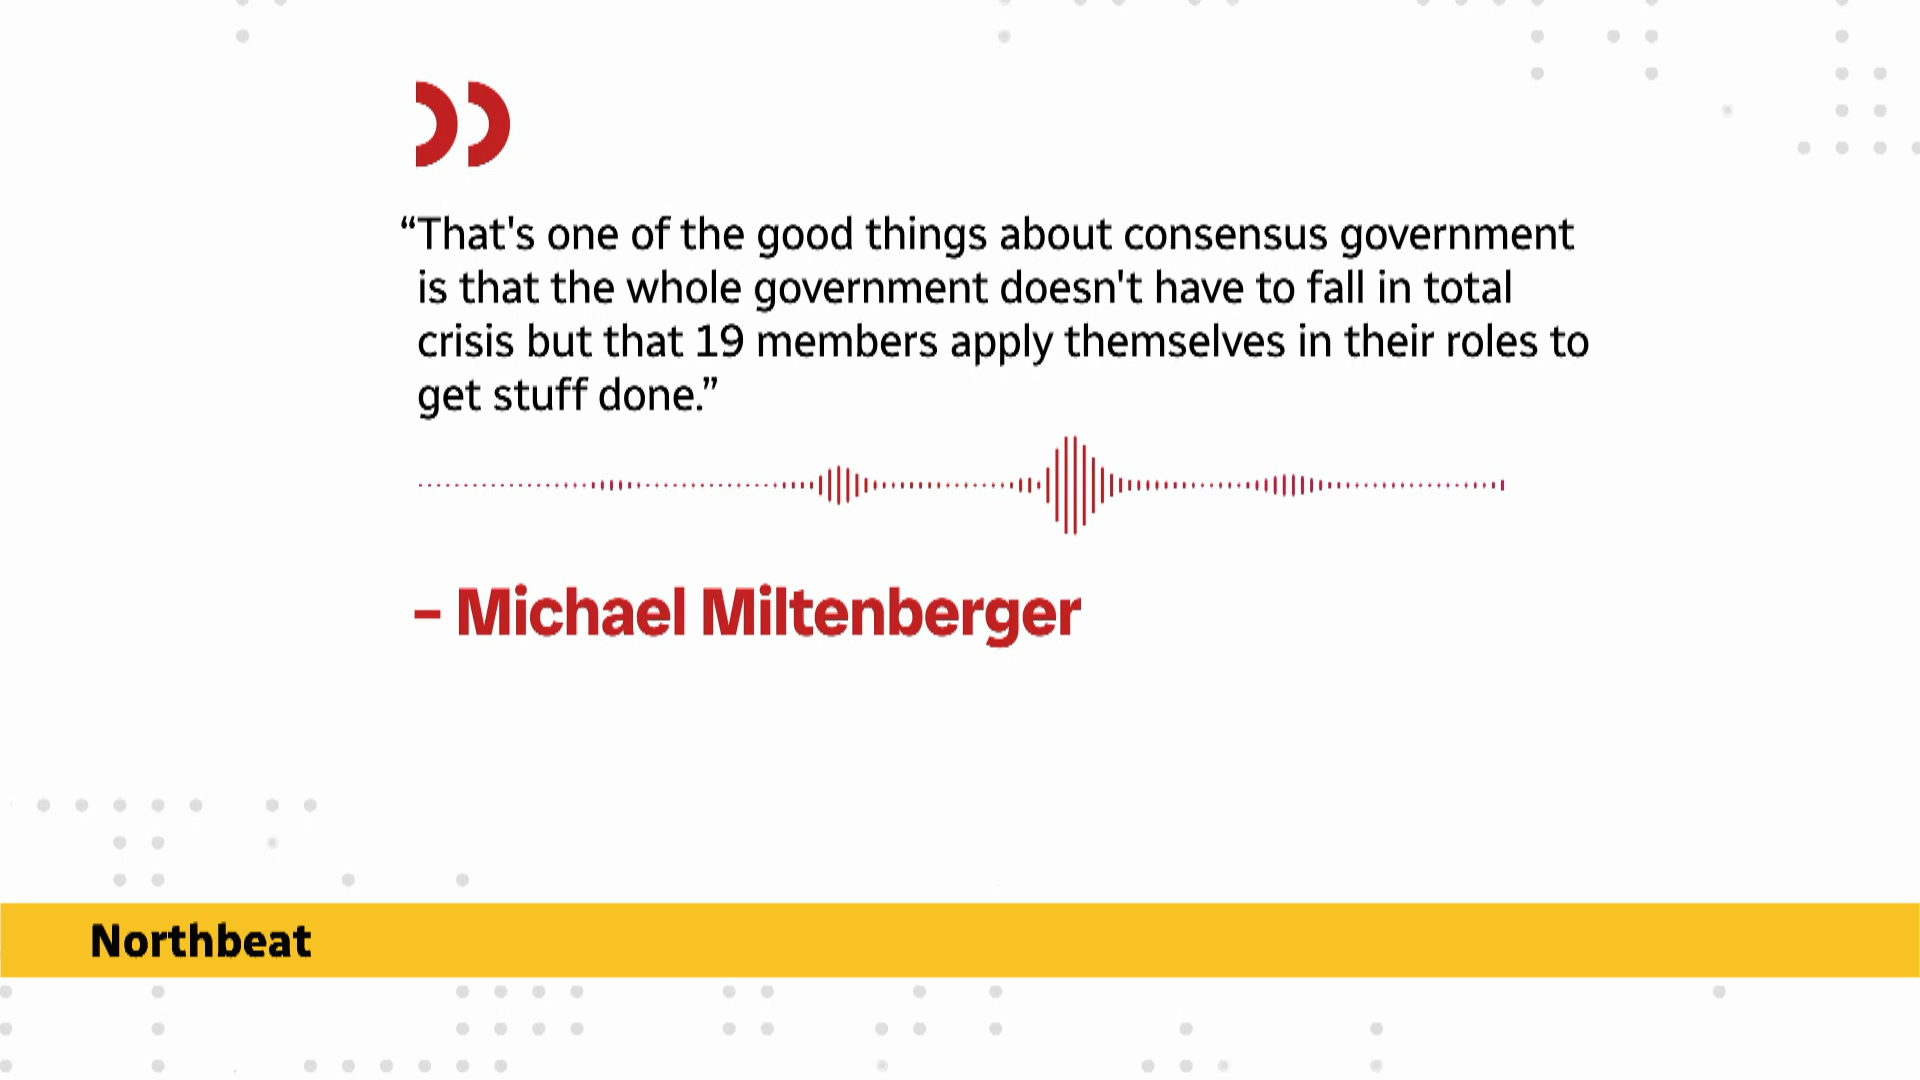 “That's one of the good things about consensus government
is that the whole government doesn't have to fall in total
crisis but that 19 members apply themselves in their roles to
get stuff done.”
– Michael Miltenberger
Northbeat